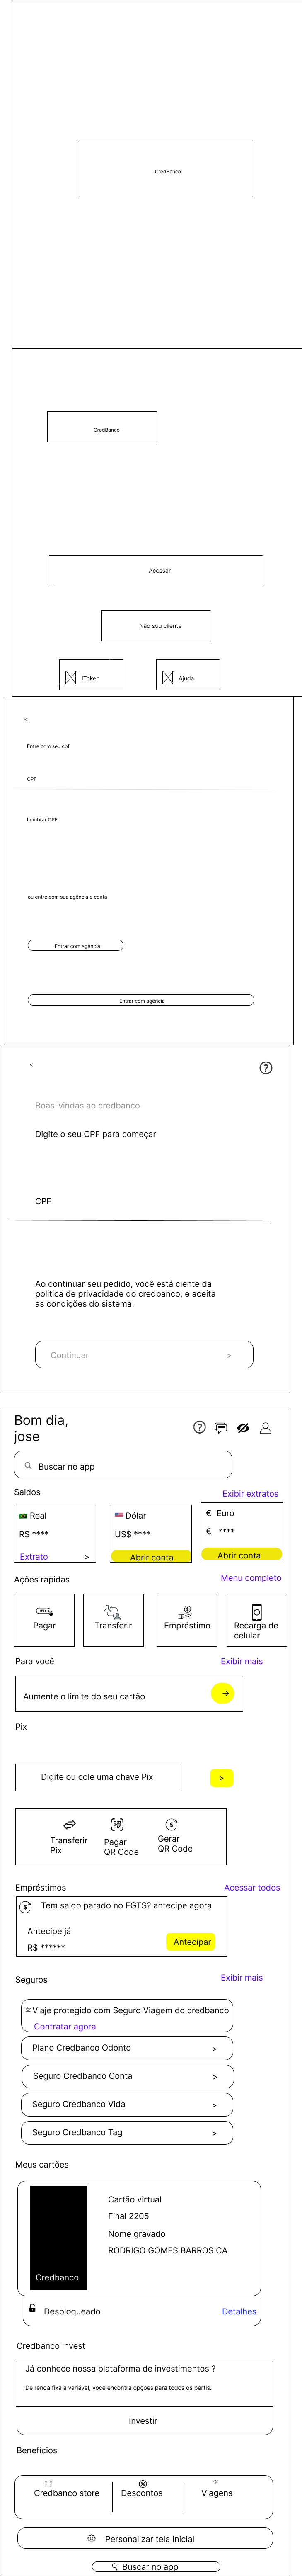 CredBanco
CredBanco
Acessar
Não sou cliente
IToken
Ajuda
<
Entre com seu cpf
CPF
Lembrar CPF
ou entre com sua agência e conta
Entrar com agência
Entrar com agência
<
?
Boas-vindas ao credbanco
Digite o seu CPF para começar
CPF
Ao continuar seu pedido, você está ciente da
politica de privacidade do credbanco, e aceita
as condições do sistema.
Continuar >
Bom dia,
jose
?
Buscar no app
Saldos
Exibir extratos
Real
R$ ****
Extrato >
Dólar
US$ ****
Abrir conta
€ Euro
€ ****
Abrir conta
Ações rapidas
Menu completo
Pagar
Transferir
Empréstimo
Recarga de
celular
Para você
Exibir mais
Aumente o limite do seu cartão
→
Pix
Digite ou cole uma chave Pix
>
Transferir
Pix
Pagar
QR Code
Gerar
QR Code
Empréstimos
Acessar todos
Tem saldo parado no FGTS? antecipe agora
Antecipe já
R$ ******
Antecipar
Seguros
Exibir mais
Viaje protegido com Seguro Viagem do credbanco
Contratar agora
Plano Credbanco Odonto >
Seguro Credbanco Conta >
Seguro Credbanco Vida >
Seguro Credbanco Tag >
Meus cartões
Credbanco
Cartão virtual
Final 2205
Nome gravado
RODRIGO GOMES BARROS CA
Desbloqueado
Detalhes
Credbanco invest
Já conhece nossa plataforma de investimentos ?
De renda fixa a variável, você encontra opções para todos os perfis.
Investir
Benefícios
Credbanco store
Descontos
Viagens
Personalizar tela inicial
Buscar no app